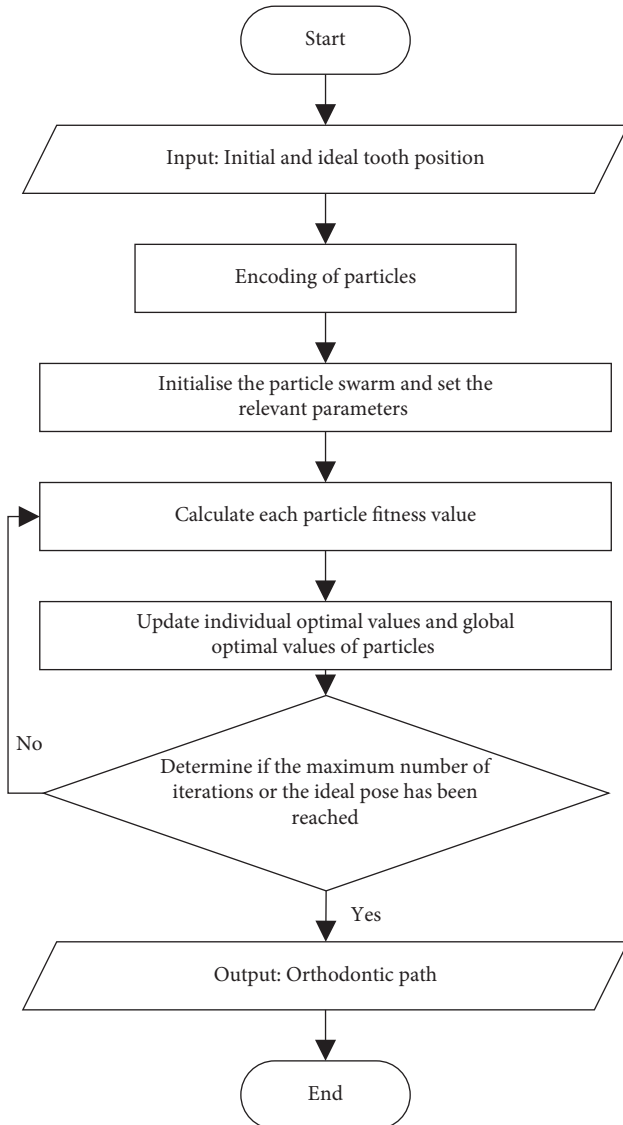 Start
Input: Initial and ideal tooth position
Encoding of particles
Initialise the particle swarm and set the
relevant parameters
Calculate each particle fitness value
Update individual optimal values and global
optimal values of particles
No
Determine if the maximum number of
iterations or the ideal pose has been
reached
Yes
Output: Orthodontic path
End